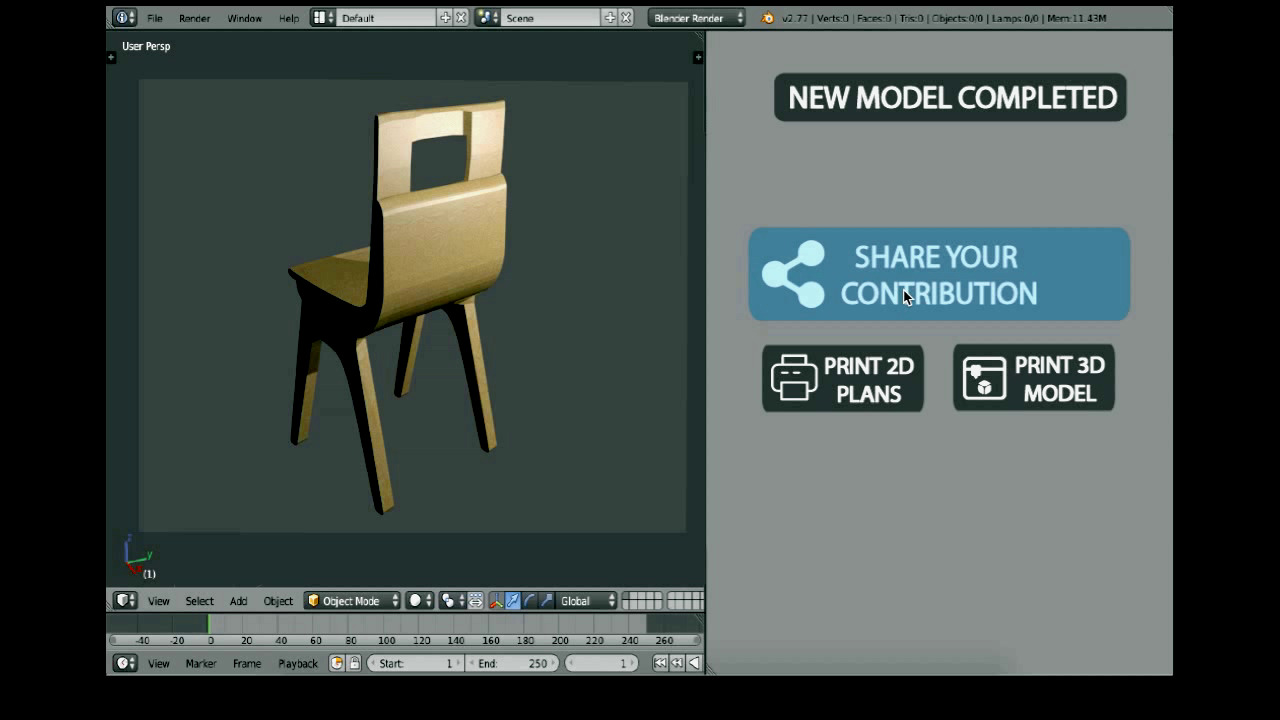 File Render Window Help Default Scene Blender Render v2.77 | Verts:0 | Faces:0 | Tris:0 | Objects:0/0 | Lamps:0/0 | Mem:11.43M
User Persp
NEW MODEL COMPLETED
SHARE YOUR
CONTRIBUTION
PRINT 2D
PLANS
PRINT 3D
MODEL
z
y
x
(1)
View Select Add Object Object Mode Global
-40 -20 0 20 40 60 80 100 120 140 160 180 200 220 240 260
View Marker Frame Playback Start: 1 End: 250 1